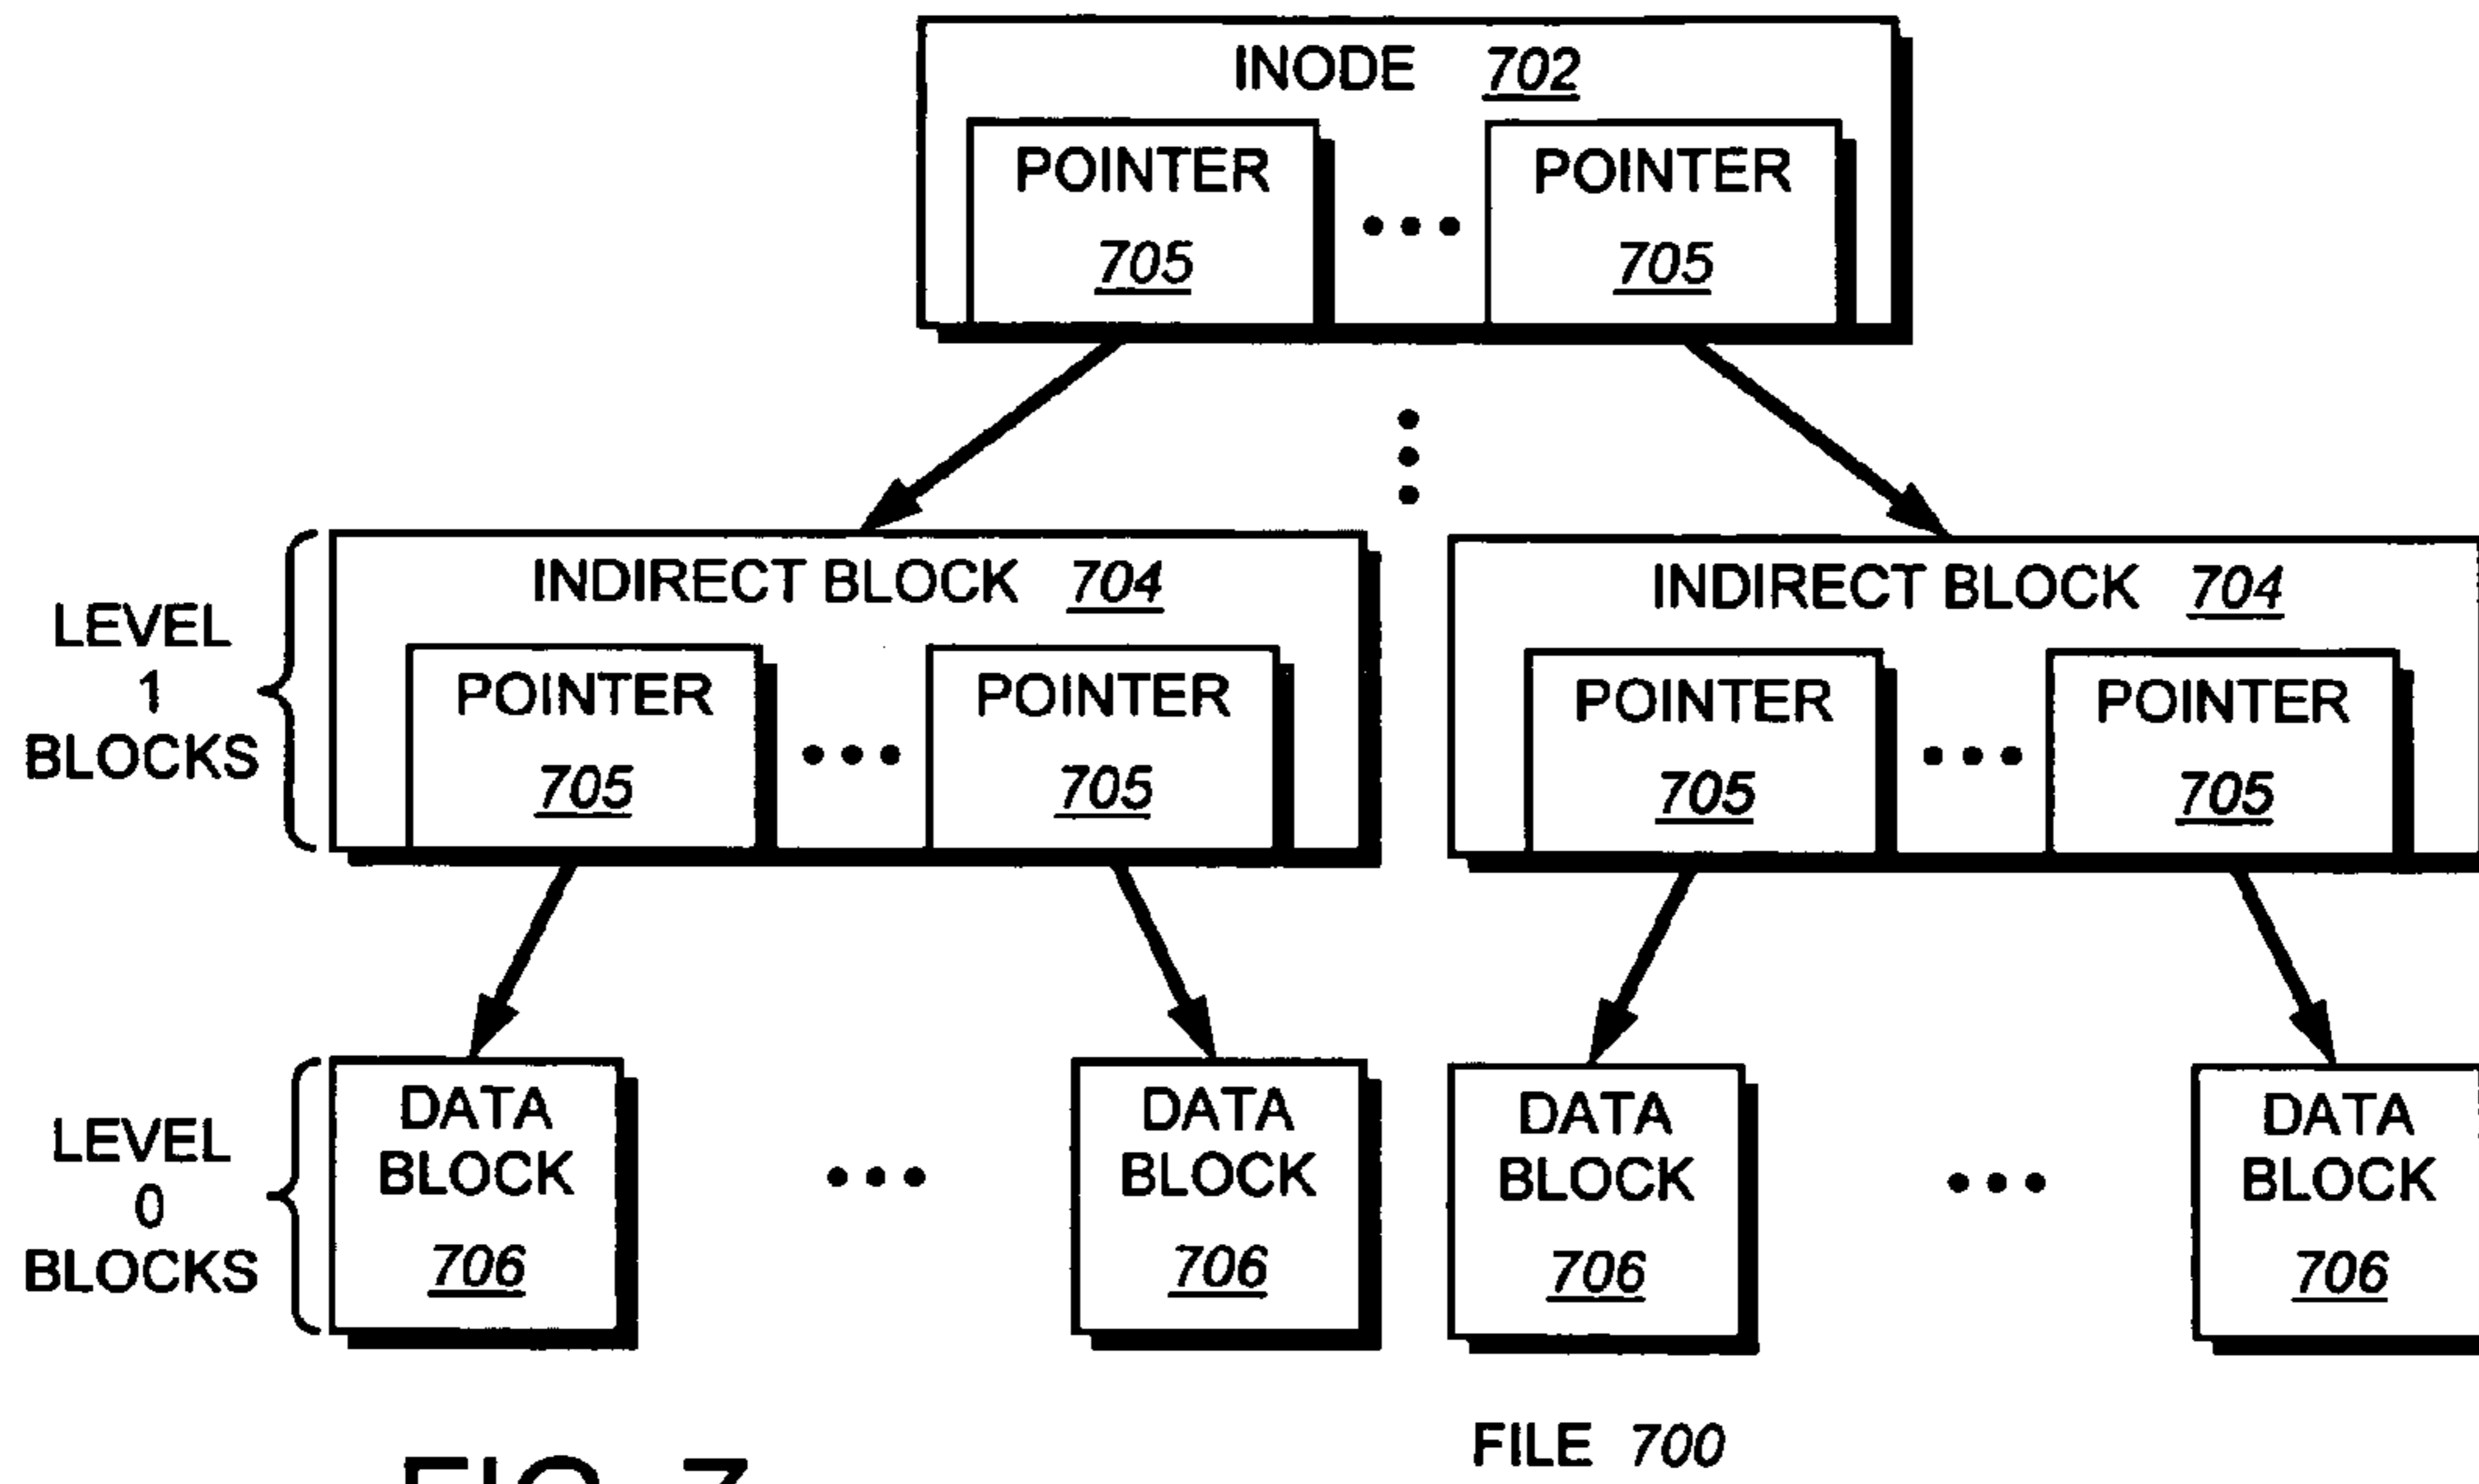 INODE 702
POINTER POINTER
705 ••• 705
INDIRECT BLOCK 704 INDIRECT BLOCK 704
LEVEL
1
BLOCKS
POINTER POINTER POINTER POINTER
705 ••• 705 705 ••• 705
LEVEL
0
BLOCKS
DATA
BLOCK
706
•••
DATA
BLOCK
706
DATA
BLOCK
706
•••
DATA
BLOCK
706
FILE 700
FIG. 7